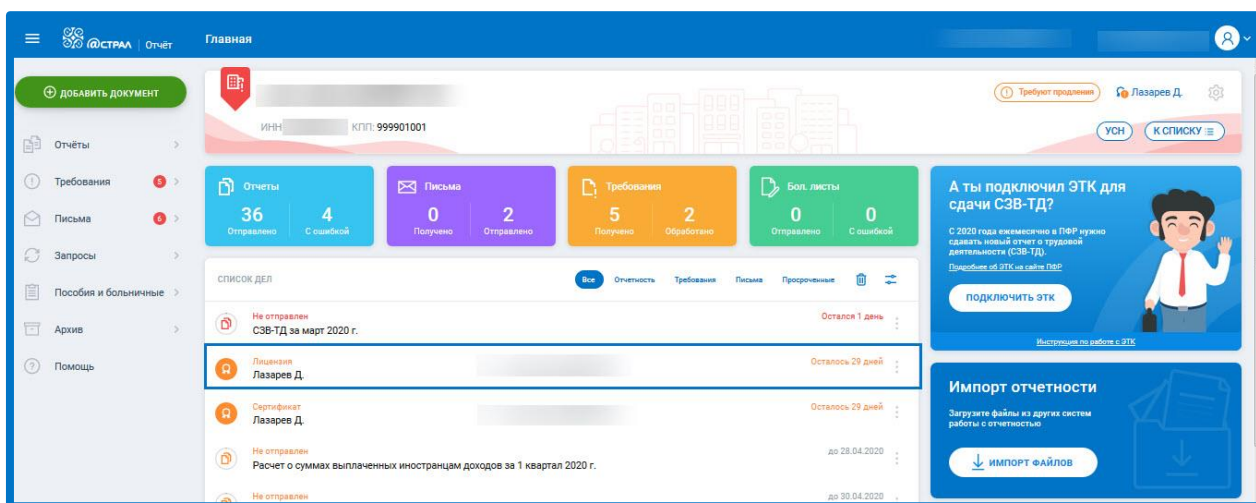 @СТРАЛ | Отчёт
Главная
ДОБАВИТЬ ДОКУМЕНТ
Отчёты
Требования 5
Письма 6
Запросы
Пособия и больничные
Архив
Помощь
ИНН КПП: 999901001
Требуют продления Лазарев Д.
УСН К СПИСКУ
Отчеты
36 4
Отправлено С ошибкой
Письма
0 2
Получено Отправлено
Требования
5 2
Получено Обработано
Бол. листы
0 0
Отправлено С ошибкой
СПИСОК ДЕЛ Все Отчетность Требования Письма Просроченные
Не отправлен Остался 1 день
СЗВ-ТД за март 2020 г.
Лицензия Осталось 29 дней
Лазарев Д.
Сертификат Осталось 29 дней
Лазарев Д.
Не отправлен до 28.04.2020
Расчет о суммах выплаченных иностранцам доходов за 1 квартал 2020 г.
Не отправлен до 30.04.2020
А ты подключил ЭТК для
сдачи СЗВ-ТД?
С 2020 года ежемесячно в ПФР нужно
сдавать новый отчет о трудовой
деятельности (СЗВ-ТД).
Подробнее об ЭТК на сайте ПФР
ПОДКЛЮЧИТЬ ЭТК
Инструкция по работе с ЭТК
Импорт отчетности
Загрузите файлы из других систем
работы с отчетностью
ИМПОРТ ФАЙЛОВ